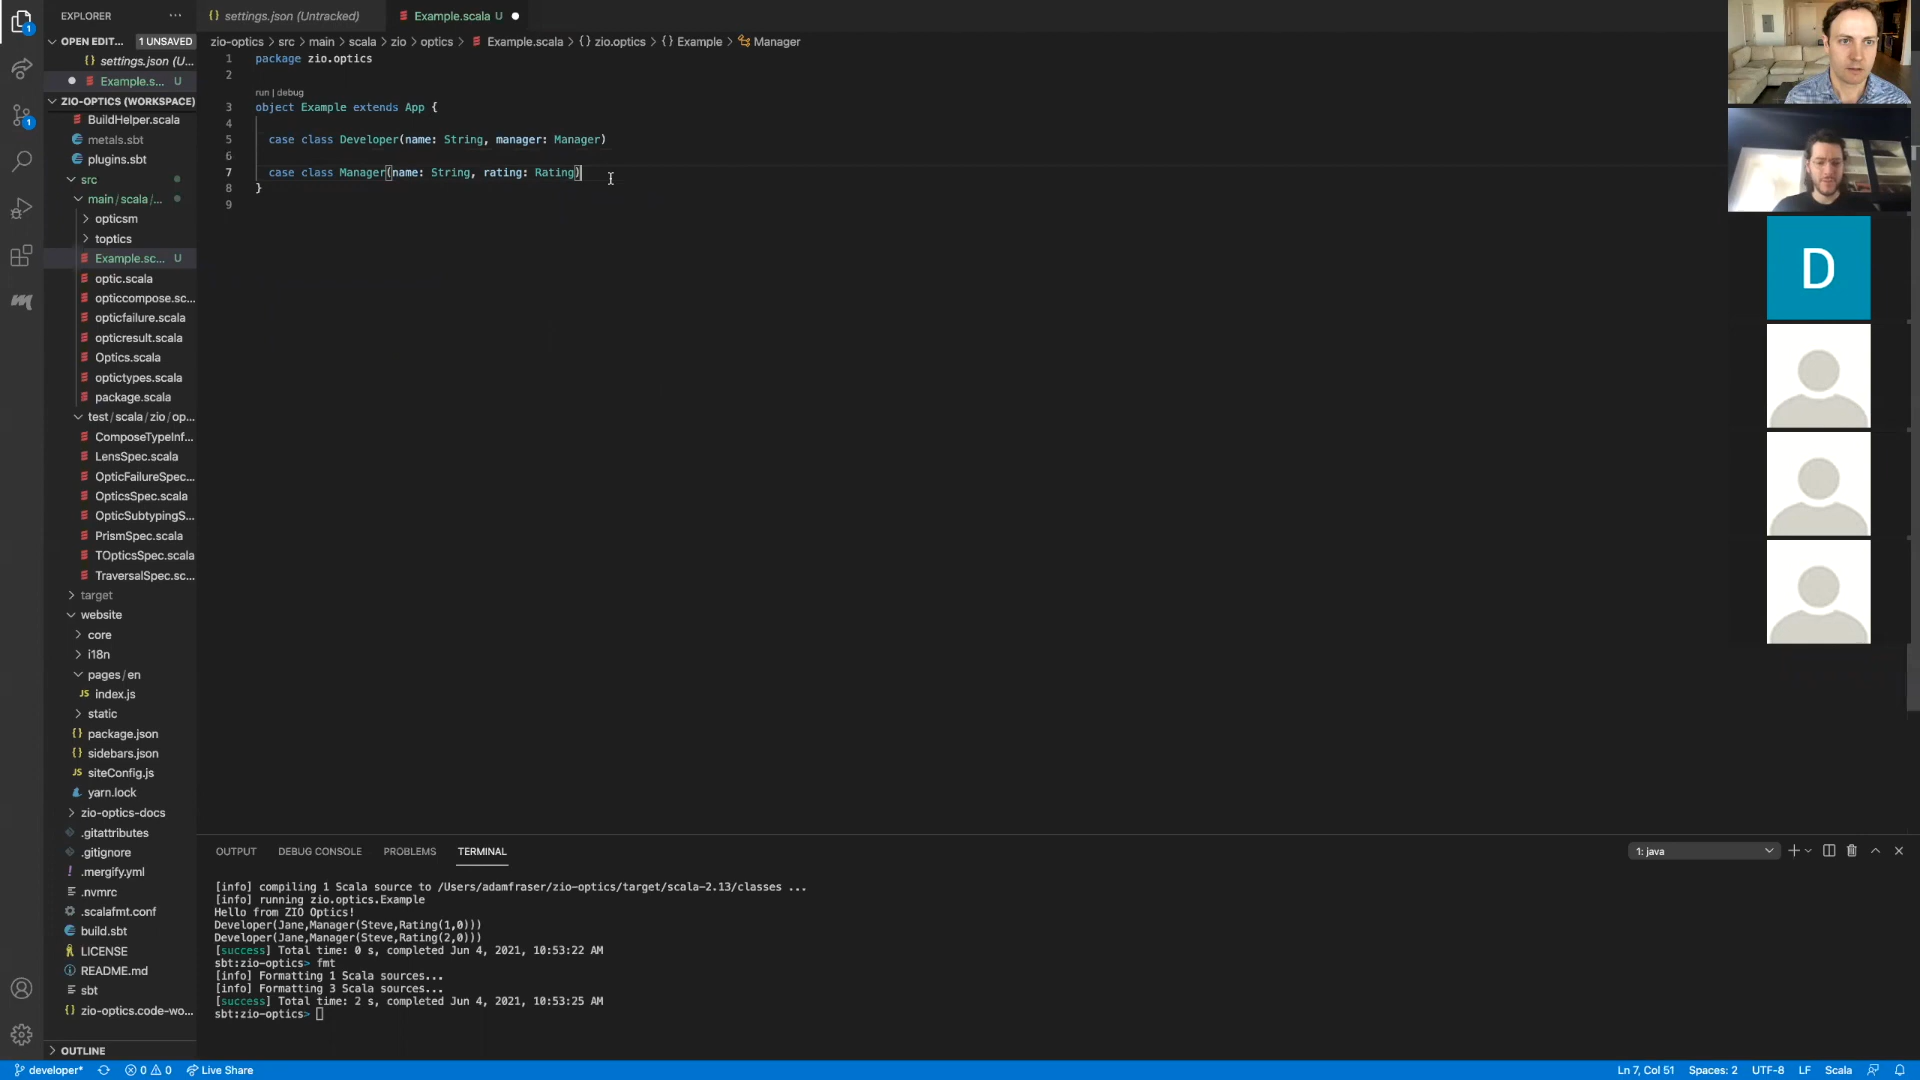 EXPLORER
settings.json (Untracked)
Example.scala U
OPEN EDIT... 1 UNSAVED
settings.json (U...
Example.s... U
ZIO-OPTICS (WORKSPACE)
BuildHelper.scala
metals.sbt
plugins.sbt
src
main/scala/...
opticsm
toptics
Example.sc... U
optic.scala
opticcompose.sc...
opticfailure.scala
opticresult.scala
Optics.scala
optictypes.scala
package.scala
test/scala/zio/op...
ComposeTypeInf...
LensSpec.scala
OpticFailureSpec...
OpticsSpec.scala
OpticSubtypingS...
PrismSpec.scala
TOpticsSpec.scala
TraversalSpec.sc...
target
website
core
i18n
pages/en
JS index.js
static
package.json
sidebars.json
JS siteConfig.js
yarn.lock
zio-optics-docs
.gitattributes
.gitignore
.mergify.yml
.nvmrc
.scalafmt.conf
build.sbt
LICENSE
README.md
sbt
zio-optics.code-wo...
OUTLINE
zio-optics > src > main > scala > zio > optics > Example.scala > {} zio.optics > {} Example > Manager
1 package zio.optics
2
run | debug
3 object Example extends App {
4
5 case class Developer(name: String, manager: Manager)
6
7 case class Manager(name: String, rating: Rating)
8 }
9
D
OUTPUT DEBUG CONSOLE PROBLEMS TERMINAL
1: java
[info] compiling 1 Scala source to /Users/adamfraser/zio-optics/target/scala-2.13/classes ...
[info] running zio.optics.Example
Hello from ZIO Optics!
Developer(Jane,Manager(Steve,Rating(1,0)))
Developer(Jane,Manager(Steve,Rating(2,0)))
[success] Total time: 0 s, completed Jun 4, 2021, 10:53:22 AM
sbt:zio-optics> fmt
[info] Formatting 1 Scala sources...
[info] Formatting 3 Scala sources...
[success] Total time: 2 s, completed Jun 4, 2021, 10:53:25 AM
sbt:zio-optics>
developer* 0 0 Live Share
Ln 7, Col 51 Spaces: 2 UTF-8 LF Scala